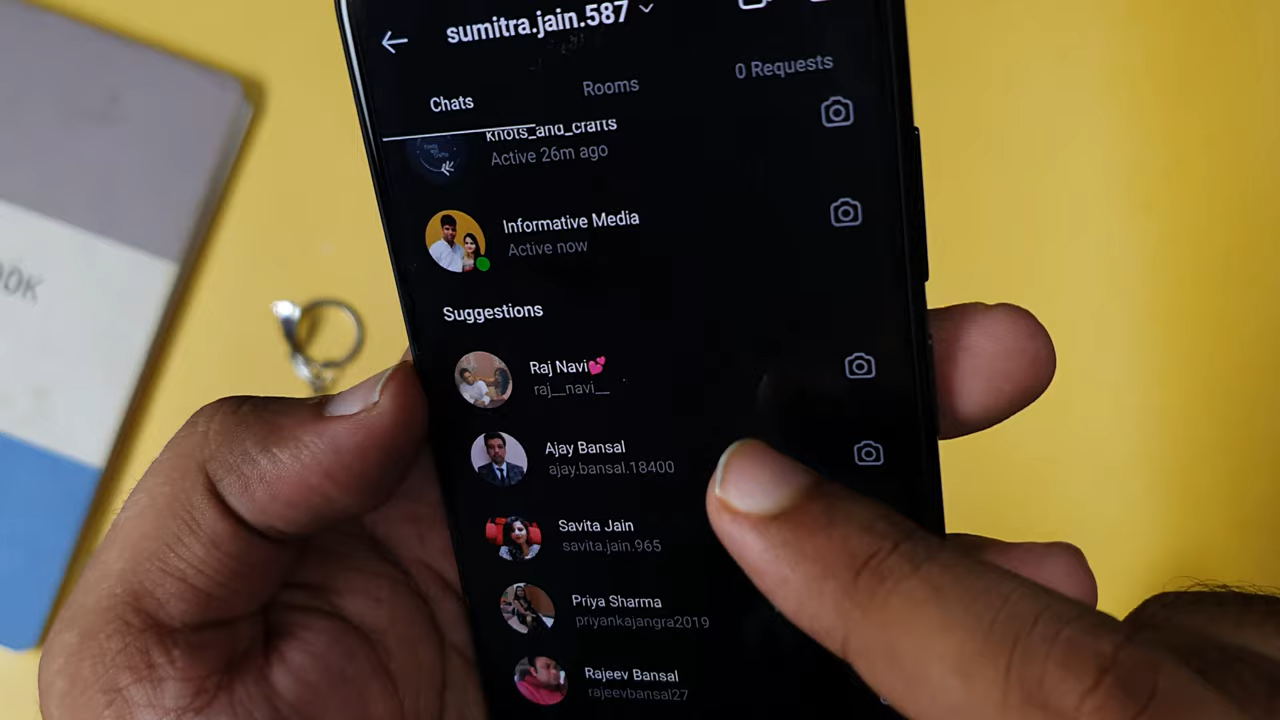 sumitra.jain.587
Chats
Rooms
0 Requests
knots_and_crafts
Active 26m ago
Informative Media
Active now
Suggestions
Raj Navi💕
raj__navi__
Ajay Bansal
ajay.bansal.18400
Savita Jain
savita.jain.965
Priya Sharma
priyankajangra2019
Rajeev Bansal
rajeevbansal27